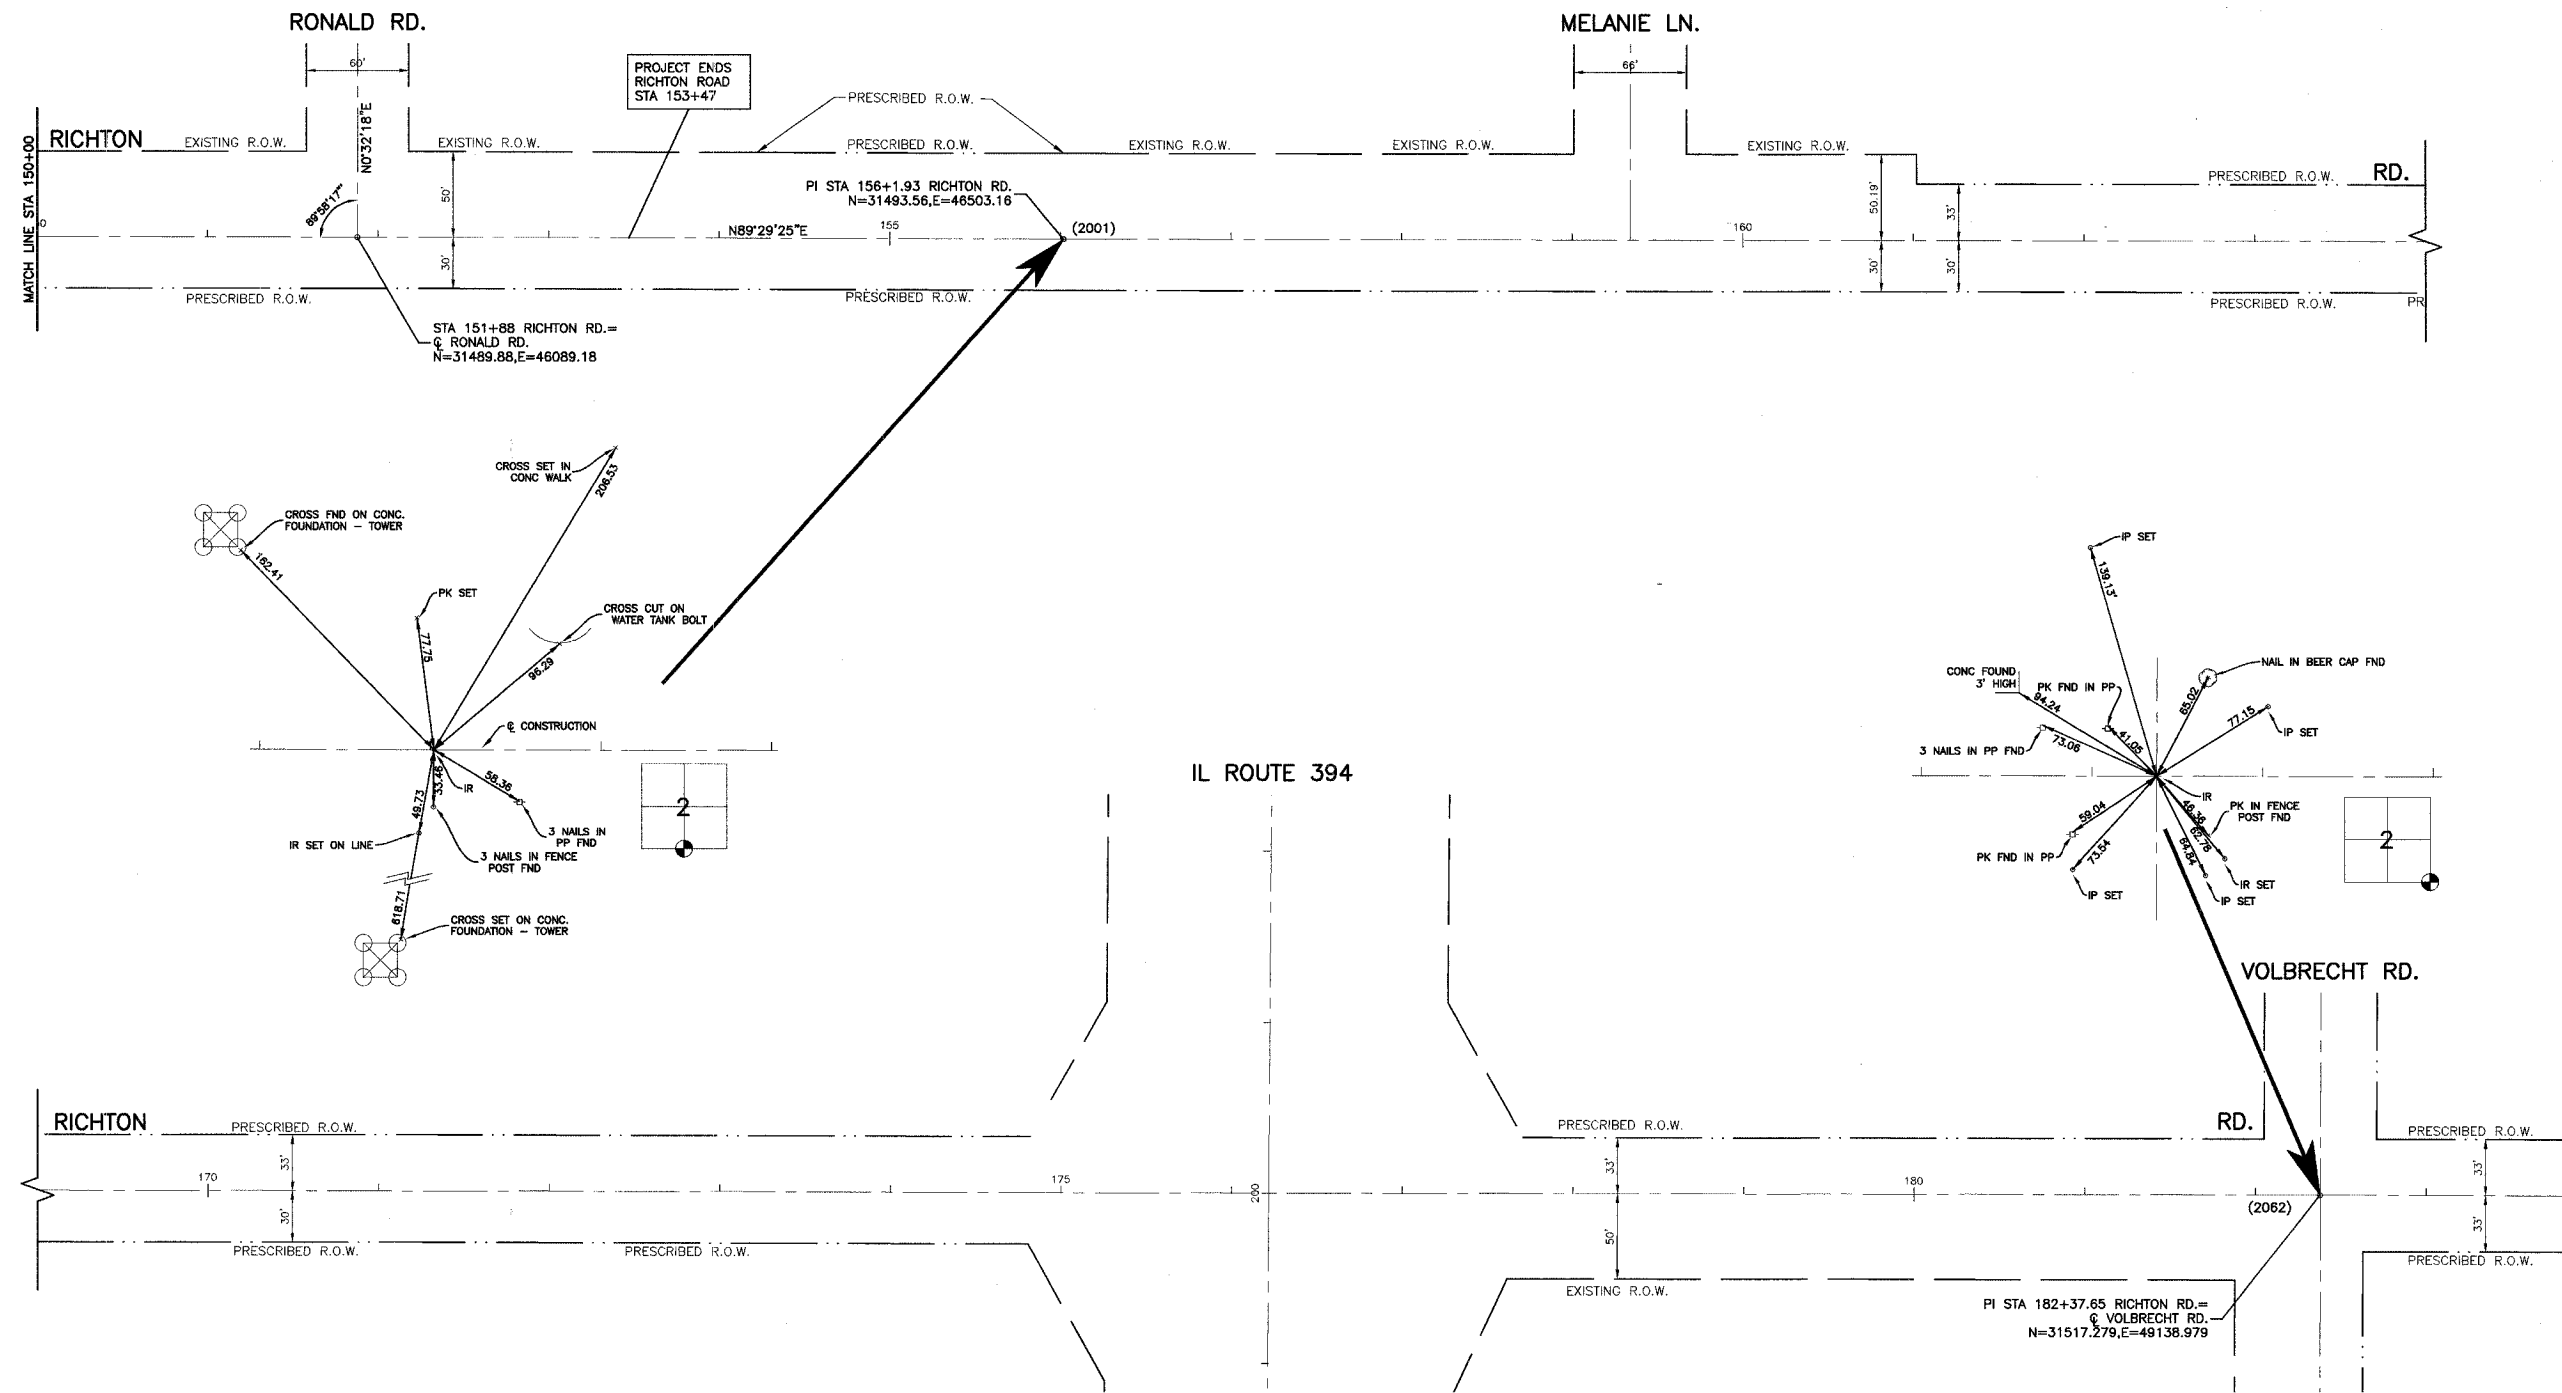 RONALD RD.
MELANIE LN.
60'
66'
PROJECT ENDS
RICHTON ROAD
STA 153+47
PRESCRIBED R.O.W.
MATCH LINE STA 150+00
RICHTON
EXISTING R.O.W.
N0°32'18"E
EXISTING R.O.W.
PRESCRIBED R.O.W.
EXISTING R.O.W.
EXISTING R.O.W.
EXISTING R.O.W.
PRESCRIBED R.O.W.
RD.
89°58'17"
50'
PI STA 156+1.93 RICHTON RD.
N=31493.56,E=46503.16
50.19'
33'
0
N89°29'25"E
155
(2001)
160
30'
30'
30'
PRESCRIBED R.O.W.
PRESCRIBED R.O.W.
PRESCRIBED R.O.W.
PR
STA 151+88 RICHTON RD.=
℄ RONALD RD.
N=31489.88,E=46089.18
CROSS SET IN
CONC WALK
206.53
CROSS FND ON CONC.
FOUNDATION - TOWER
162.41
PK SET
77.75
CROSS CUT ON
WATER TANK BOLT
96.29
℄ CONSTRUCTION
IR
58.36
33.46
49.73
2
IR SET ON LINE
3 NAILS IN
PP FND
3 NAILS IN FENCE
POST FND
618.71
CROSS SET ON CONC.
FOUNDATION - TOWER
IL ROUTE 394
IP SET
139.13'
NAIL IN BEER CAP FND
65.02
CONC FOUND
3' HIGH
94.24
PK FND IN PP
41.05
77.15
IP SET
3 NAILS IN PP FND
73.06
IR
46.36
PK IN FENCE
POST FND
59.04
62.78
64.84
2
PK FND IN PP
73.54
IP SET
IR SET
IP SET
VOLBRECHT RD.
RICHTON
PRESCRIBED R.O.W.
PRESCRIBED R.O.W.
RD.
PRESCRIBED R.O.W.
33'
33'
33'
170
175
200
180
(2062)
30'
50'
33'
PRESCRIBED R.O.W.
PRESCRIBED R.O.W.
EXISTING R.O.W.
PRESCRIBED R.O.W.
PI STA 182+37.65 RICHTON RD.=
℄ VOLBRECHT RD.
N=31517.279,E=49138.979